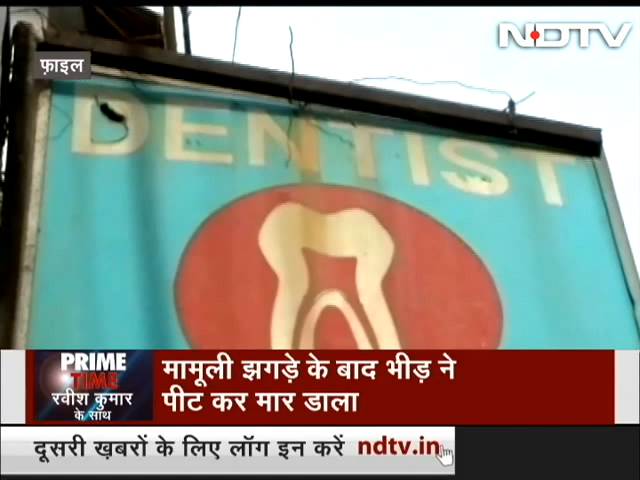 NDTV
फ़ाइल
DENTIST
PRIME
TIME
रवीश कुमार
के साथ
मामूली झगड़े के बाद भीड़ ने
पीट कर मार डाला
दूसरी ख़बरों के लिए लॉग इन करें ndtv.in